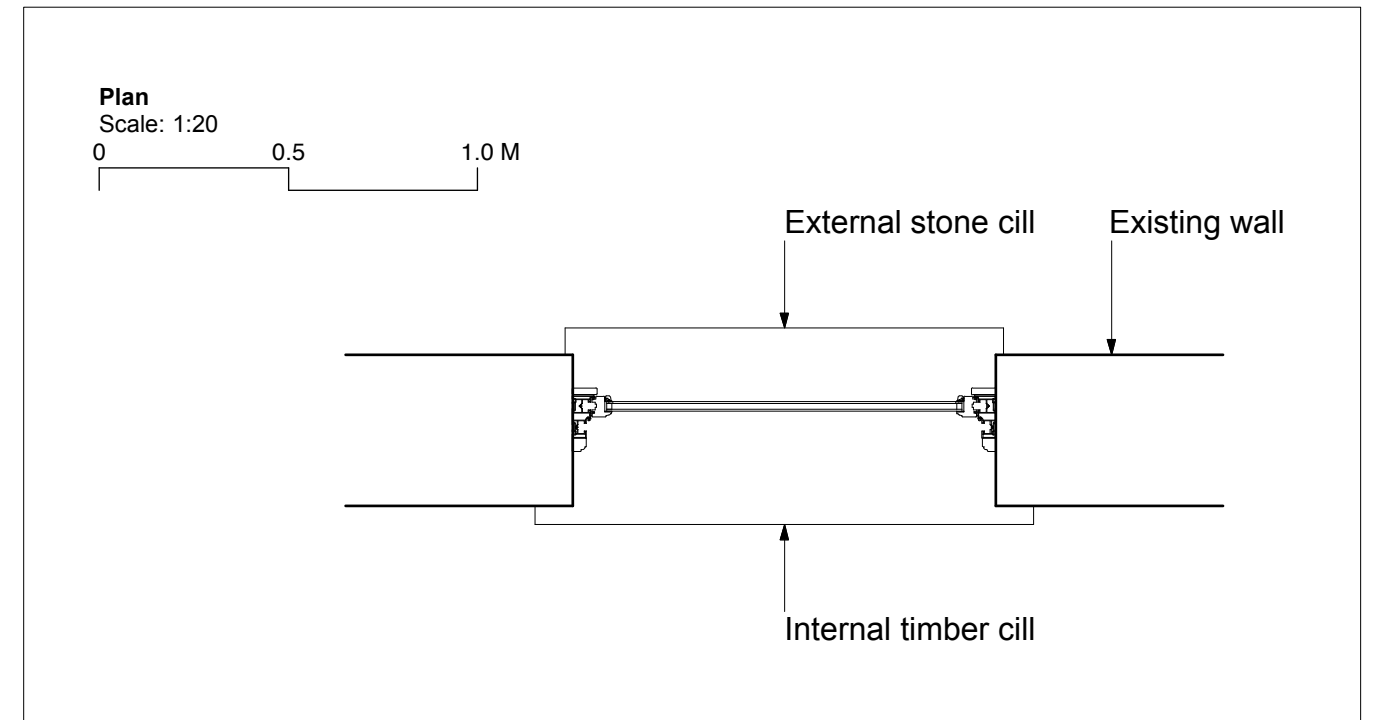 Plan
Scale: 1:20
0 0.5 1.0 M
External stone cill Existing wall
Internal timber cill